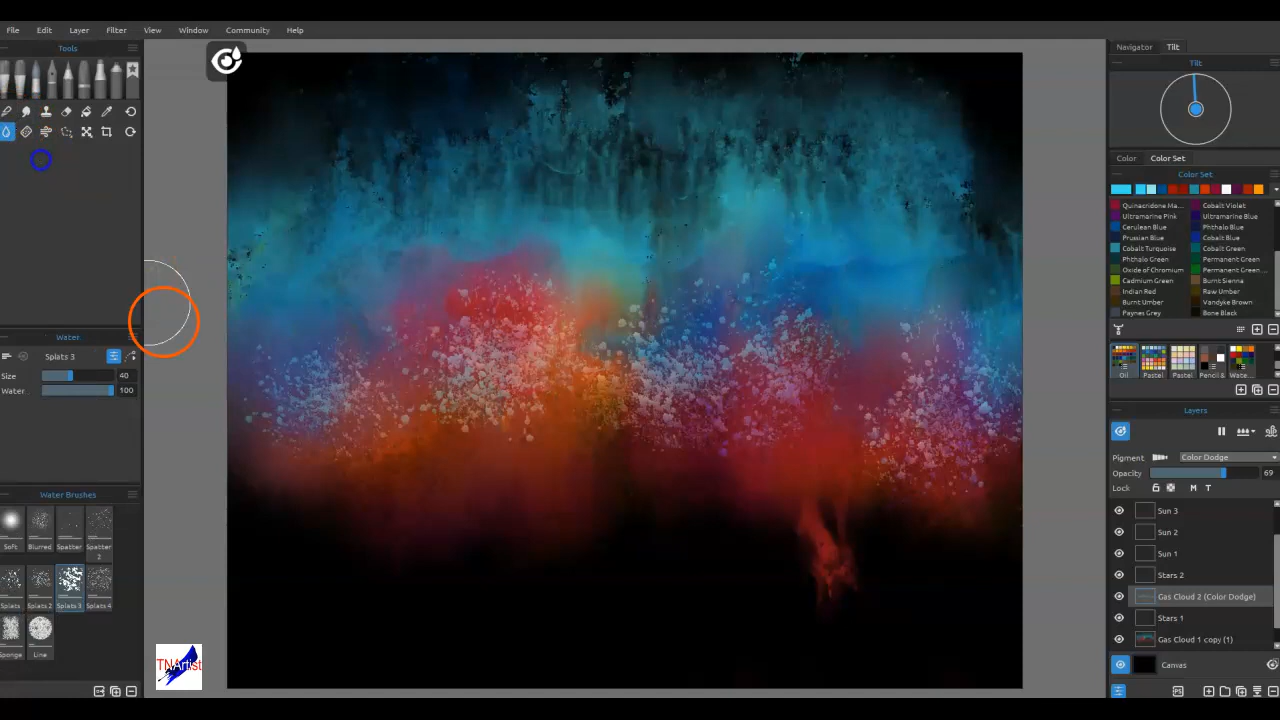 File Edit Layer Filter View Window Community Help
Tools
Navigator Tilt
Tilt
Color Color Set
Color Set
Quinacridone Ma... Cobalt Violet
Ultramarine Pink Ultramarine Blue
Cerulean Blue Phthalo Blue
Prussian Blue Cobalt Blue
Cobalt Turquoise Cobalt Green
Phthalo Green Permanent Green
Oxide of Chromium Permanent Green...
Cadmium Green Burnt Sienna
Indian Red Raw Umber
Burnt Umber Vandyke Brown
Paynes Grey Bone Black
Oil Pastel Pastel Pencil & Wate
Water
Splats 3
Size 40
Water 100
Water Brushes
Soft Blurred Spatter Spatter 2
Splats Splats 2 Splats 3 Splats 4
Sponge Line
Layers
Pigment Color Dodge
Opacity 69
Lock M T
Sun 3
Sun 2
Sun 1
Stars 2
Gas Cloud 2 (Color Dodge)
Stars 1
Gas Cloud 1 copy (1)
Canvas
PS
TNArtist